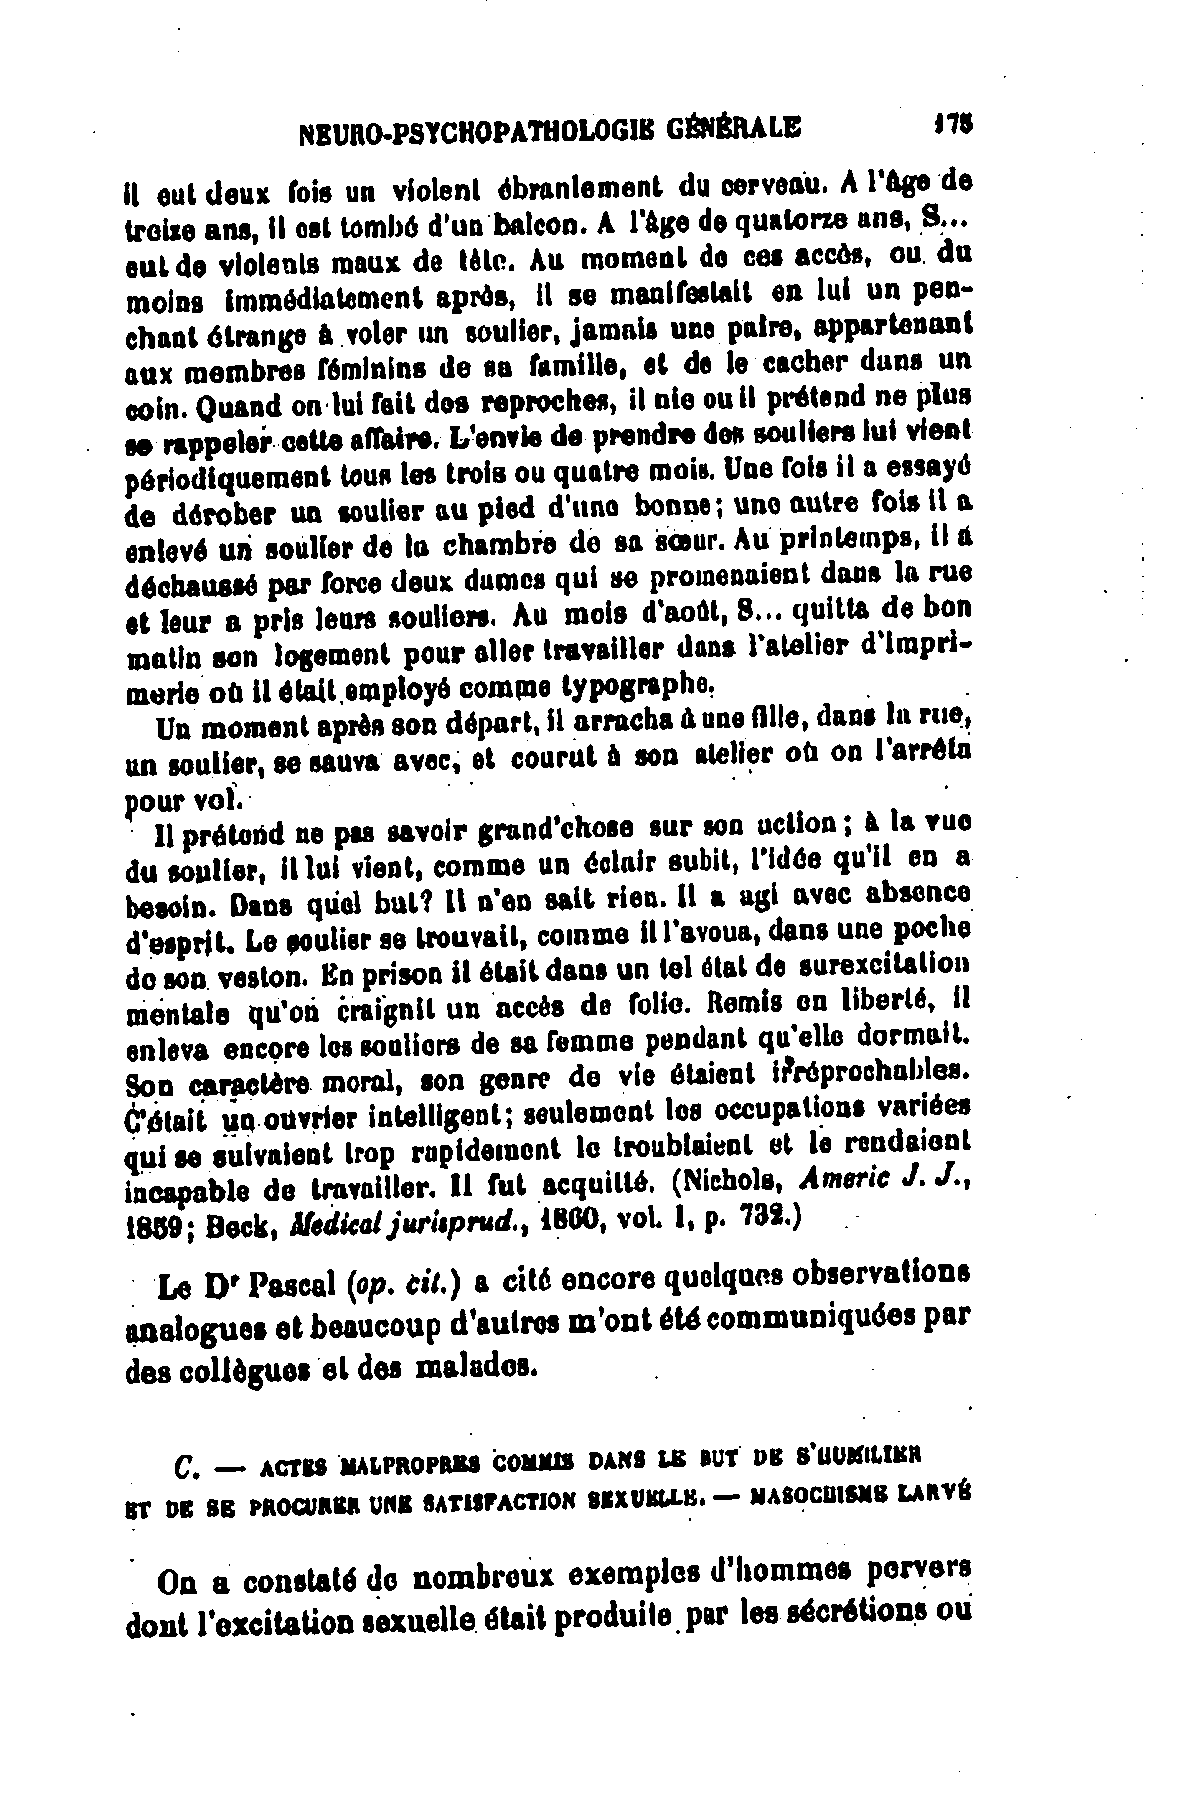 NEURO-PSYCHOPATHOLOGIE GÉNÉRALE 175
il eut deux fois un violent ébranlement du cerveau. A l'âge de
treize ans, il est tombé d'un balcon. A l'âge de quatorze ans, S...
eut de violents maux de tête. Au moment de ces accès, ou du
moins immédiatement après, il se manifestait en lui un pen-
chant étrange à voler un soulier, jamais une paire, appartenant
aux membres féminins de sa famille, et de le cacher dans un
coin. Quand on lui fait des reproches, il nie ou il prétend ne plus
se rappeler cette affaire. L'envie de prendre des souliers lui vient
périodiquement tous les trois ou quatre mois. Une fois il a essayé
de dérober un soulier au pied d'une bonne; une autre fois il a
enlevé un soulier de la chambre de sa sœur. Au printemps, il a
déchaussé par force deux dames qui se promenaient dans la rue
et leur a pris leurs souliers. Au mois d'août, S... quitta de bon
matin son logement pour aller travailler dans l'atelier d'impri-
merie où il était employé comme typographe.
Un moment après son départ, il arracha à une fille, dans la rue,
un soulier, se sauva avec, et courut à son atelier où on l'arrêta
pour vol.
Il prétend ne pas savoir grand'chose sur son action; à la vue
du soulier, il lui vient, comme un éclair subit, l'idée qu'il en a
besoin. Dans quel but? Il n'en sait rien. Il a agi avec absence
d'esprit. Le soulier se trouvait, comme il l'avoua, dans une poche
de son veston. En prison il était dans un tel état de surexcitation
mentale qu'on craignit un accès de folie. Remis en liberté, il
enleva encore les souliers de sa femme pendant qu'elle dormait.
Son caractère moral, son genre de vie étaient irréprochables.
C'était un ouvrier intelligent; seulement les occupations variées
qui se suivaient trop rapidement le troublaient et le rendaient
incapable de travailler. Il fut acquitté. (Nichols, Americ J. J.,
1859; Beck, Medical jurisprud., 1860, vol. 1, p. 732.)
Le Dr Pascal (op. cit.) a cité encore quelques observations
analogues et beaucoup d'autres m'ont été communiquées par
des collègues et des malades.
C. — ACTES MALPROPRES COMMIS DANS LE BUT DE S'HUMILIER
ET DE SE PROCURER UNE SATISFACTION SEXUELLE. — MASOCHISME LARVÉ
On a constaté de nombreux exemples d'hommes pervers
dont l'excitation sexuelle était produite par les sécrétions ou